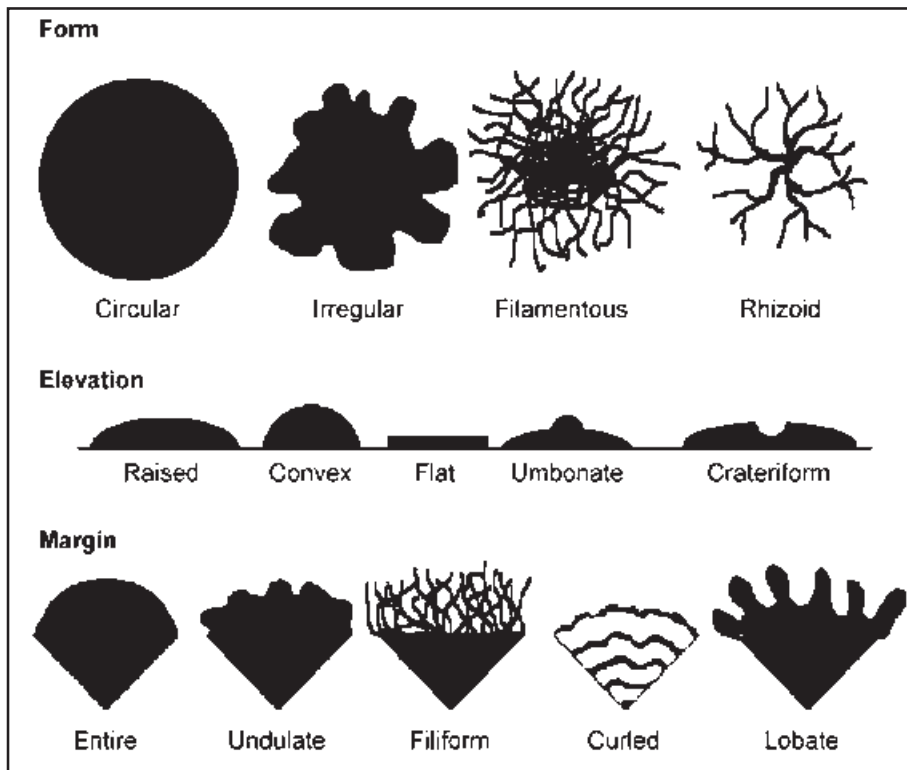 Form
Circular Irregular Filamentous Rhizoid
Elevation
Raised Convex Flat Umbonate Crateriform
Margin
Entire Undulate Filiform Curled Lobate